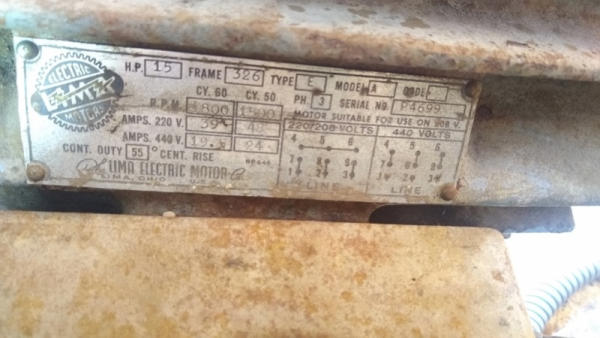 ELECTRIC
LIMA
MOTORS
H.P. 15 FRAME 326 TYPE E MODEL A CODE
CY. 60 CY. 50 PH. 3 SERIAL NO. P4699
R.P.M. 1800 1500 MOTOR SUITABLE FOR USE ON 208 V.
AMPS. 220 V. 39 48 220/208 VOLTS 440 VOLTS
AMPS. 440 V. 19. 24 4 5 6 4 5 6
CONT. DUTY 55° CENT. RISE 7 8 9 7 8 9
LIMA ELECTRIC MOTOR Co. 1 2 3 1 2 3
LIMA, OHIO LINE LINE